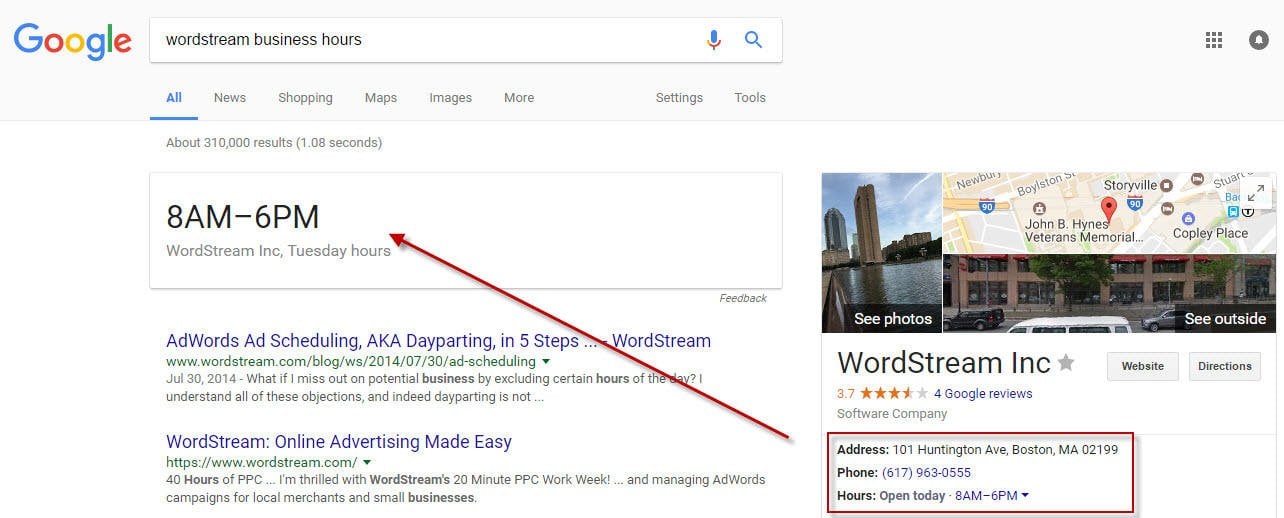 Google
wordstream business hours
All News Shopping Maps Images More Settings Tools
About 310,000 results (1.08 seconds)
8AM–6PM
WordStream Inc, Tuesday hours
Feedback
AdWords Ad Scheduling, AKA Dayparting, in 5 Steps ... - WordStream
www.wordstream.com/blog/ws/2014/07/30/ad-scheduling
Jul 30, 2014 - What if I miss out on potential business by excluding certain hours of the day? I
understand all of these objections, and indeed dayparting is not ...
WordStream: Online Advertising Made Easy
https://www.wordstream.com/
40 Hours of PPC ... I'm thrilled with WordStream's 20 Minute PPC Work Week! ... and managing AdWords
campaigns for local merchants and small businesses.
Newbury
Boylston St
Stuart S
Storyville
90
90
Bac
John B. Hynes
Veterans Memorial...
Copley Place
See photos
See outside
WordStream Inc
Website
Directions
3.7 4 Google reviews
Software Company
Address: 101 Huntington Ave, Boston, MA 02199
Phone: (617) 963-0555
Hours: Open today · 8AM–6PM